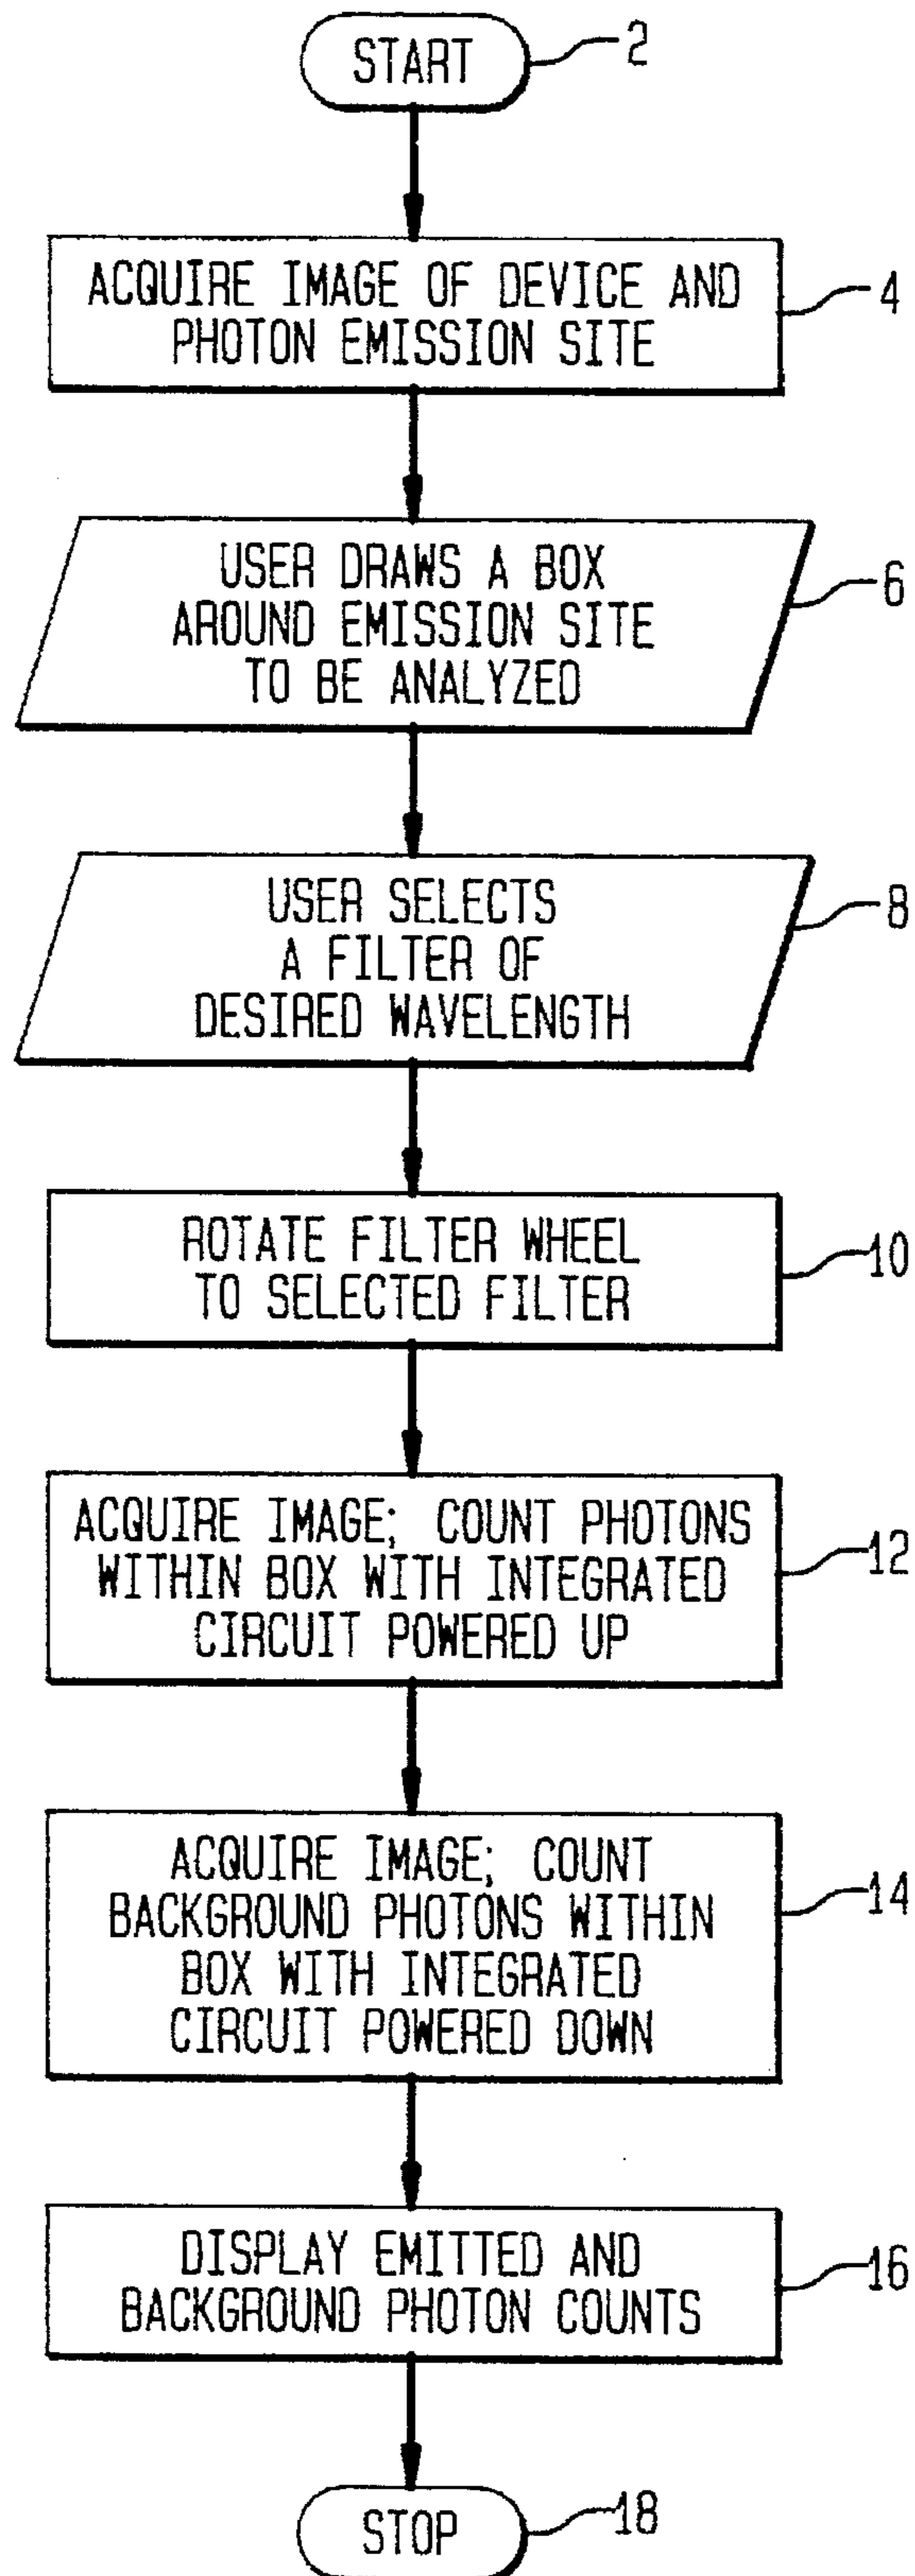 START
2
ACQUIRE IMAGE OF DEVICE AND
PHOTON EMISSION SITE
4
USER DRAWS A BOX
AROUND EMISSION SITE
TO BE ANALYZED
6
USER SELECTS
A FILTER OF
DESIRED WAVELENGTH
8
ROTATE FILTER WHEEL
TO SELECTED FILTER
10
ACQUIRE IMAGE; COUNT PHOTONS
WITHIN BOX WITH INTEGRATED
CIRCUIT POWERED UP
12
ACQUIRE IMAGE; COUNT
BACKGROUND PHOTONS WITHIN
BOX WITH INTEGRATED
CIRCUIT POWERED DOWN
14
DISPLAY EMITTED AND
BACKGROUND PHOTON COUNTS
16
STOP
18